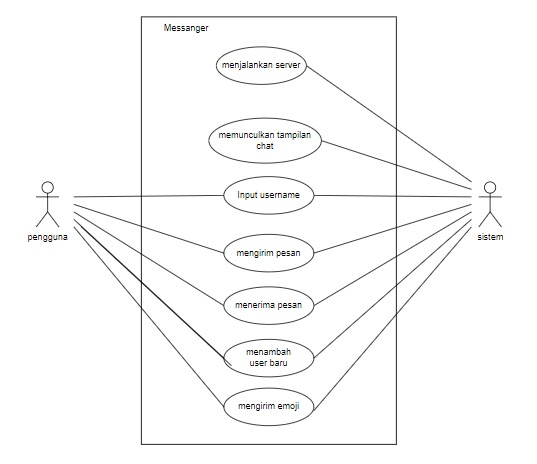 Messanger
menjalankan server
memunculkan tampilan
chat
Input username
pengguna
sistem
mengirim pesan
menerima pesan
menambah
user baru
mengirim emoji